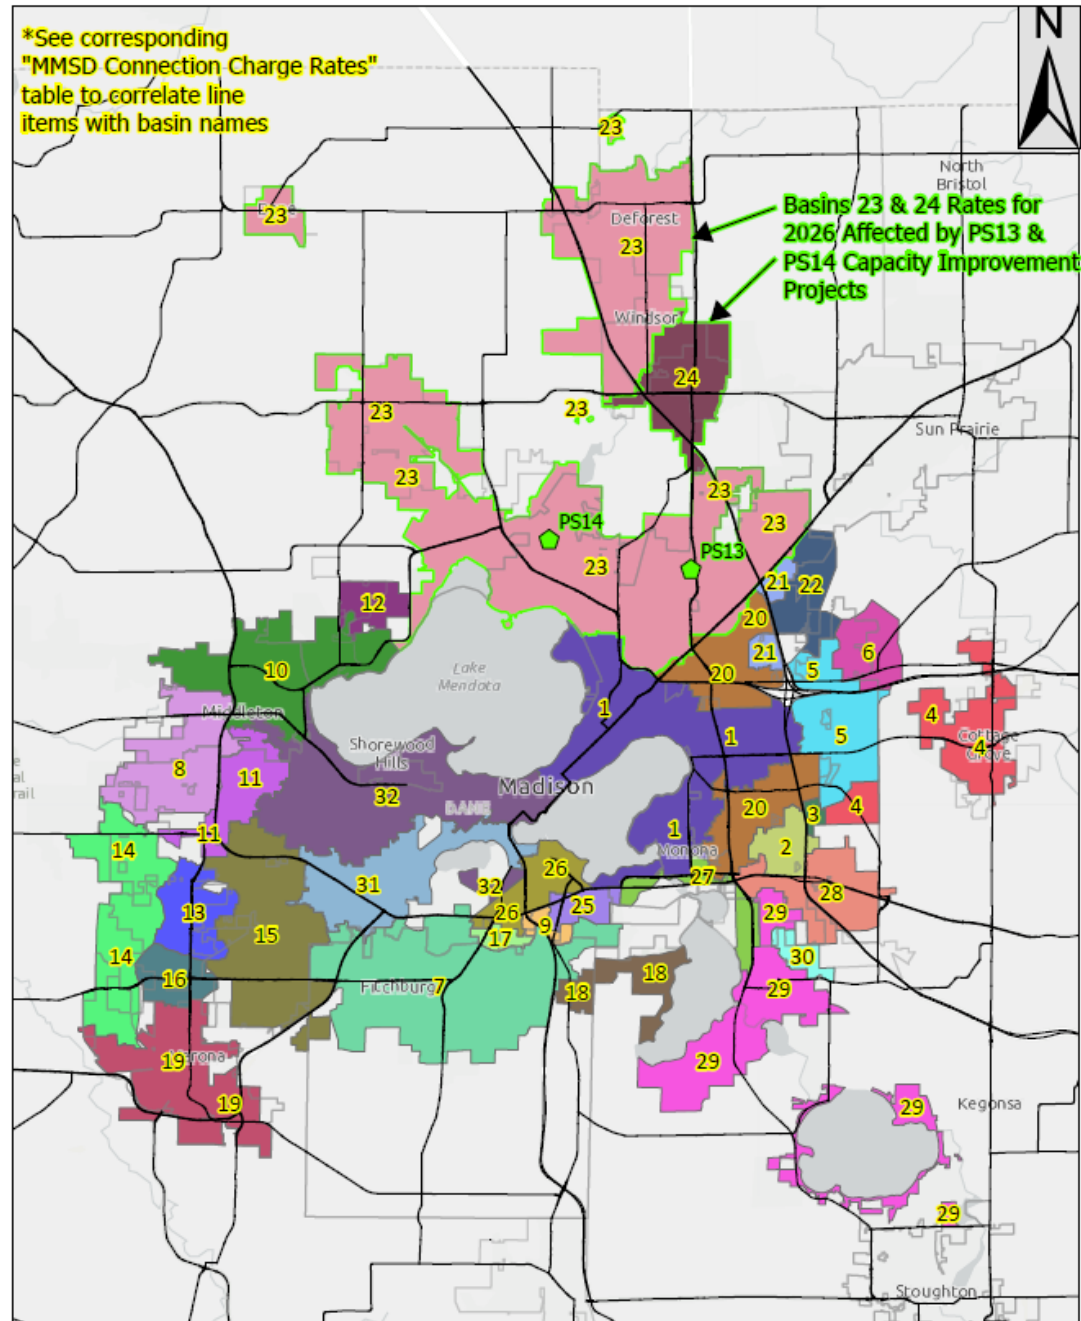 N
*See corresponding
"MMSD Connection Charge Rates"
table to correlate line
items with basin names
23
North
Bristol
23
Deforest
23
Basins 23 & 24 Rates for
2026 Affected by PS13 &
PS14 Capacity Improvement
Projects
Windsor
24
23
23
Sun Prairie
23
23
PS14
23
PS13
23
21
22
12
20
10
Lake
Mendota
21
5
6
20
Middleton
1
4
Shorewood
Hills
1
5
Cottage
Grove
4
8
11
32
Madison
DANE
20
3
4
11
14
1
Monona
2
26
27
31
32
28
13
26
25
29
15
17
9
14
30
16
Fitchburg
7
18
18
29
19
29
19
29
Kegonsa
29
Stoughton